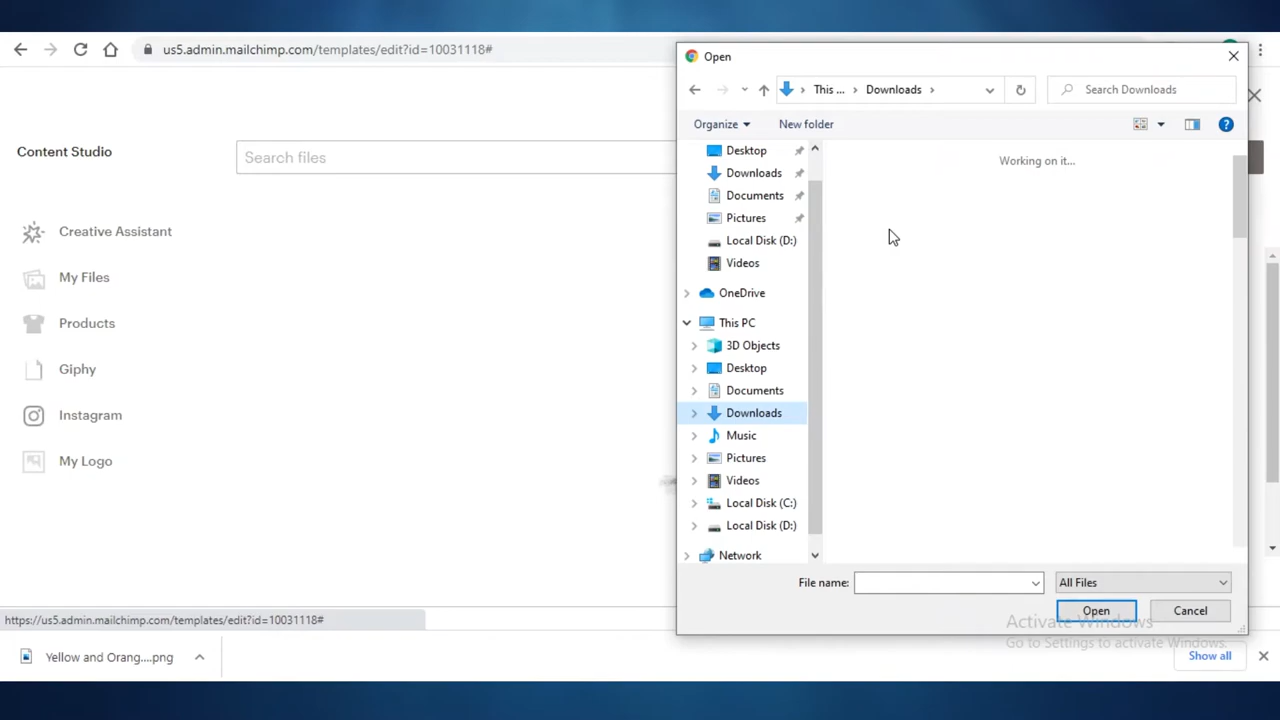 us5.admin.mailchimp.com/templates/edit?id=10031118#
Content Studio
Search files
Creative Assistant
My Files
Products
Giphy
Instagram
My Logo
https://us5.admin.mailchimp.com/templates/edit?id=10031118#
Yellow and Orang....png
Show all
Open
This ...
Downloads
Search Downloads
Organize
New folder
Desktop
Downloads
Documents
Pictures
Local Disk (D:)
Videos
OneDrive
This PC
3D Objects
Desktop
Documents
Downloads
Music
Pictures
Videos
Local Disk (C:)
Local Disk (D:)
Network
Working on it...
File name:
All Files
Open
Cancel
Activate Windows
Go to Settings to activate Windows.